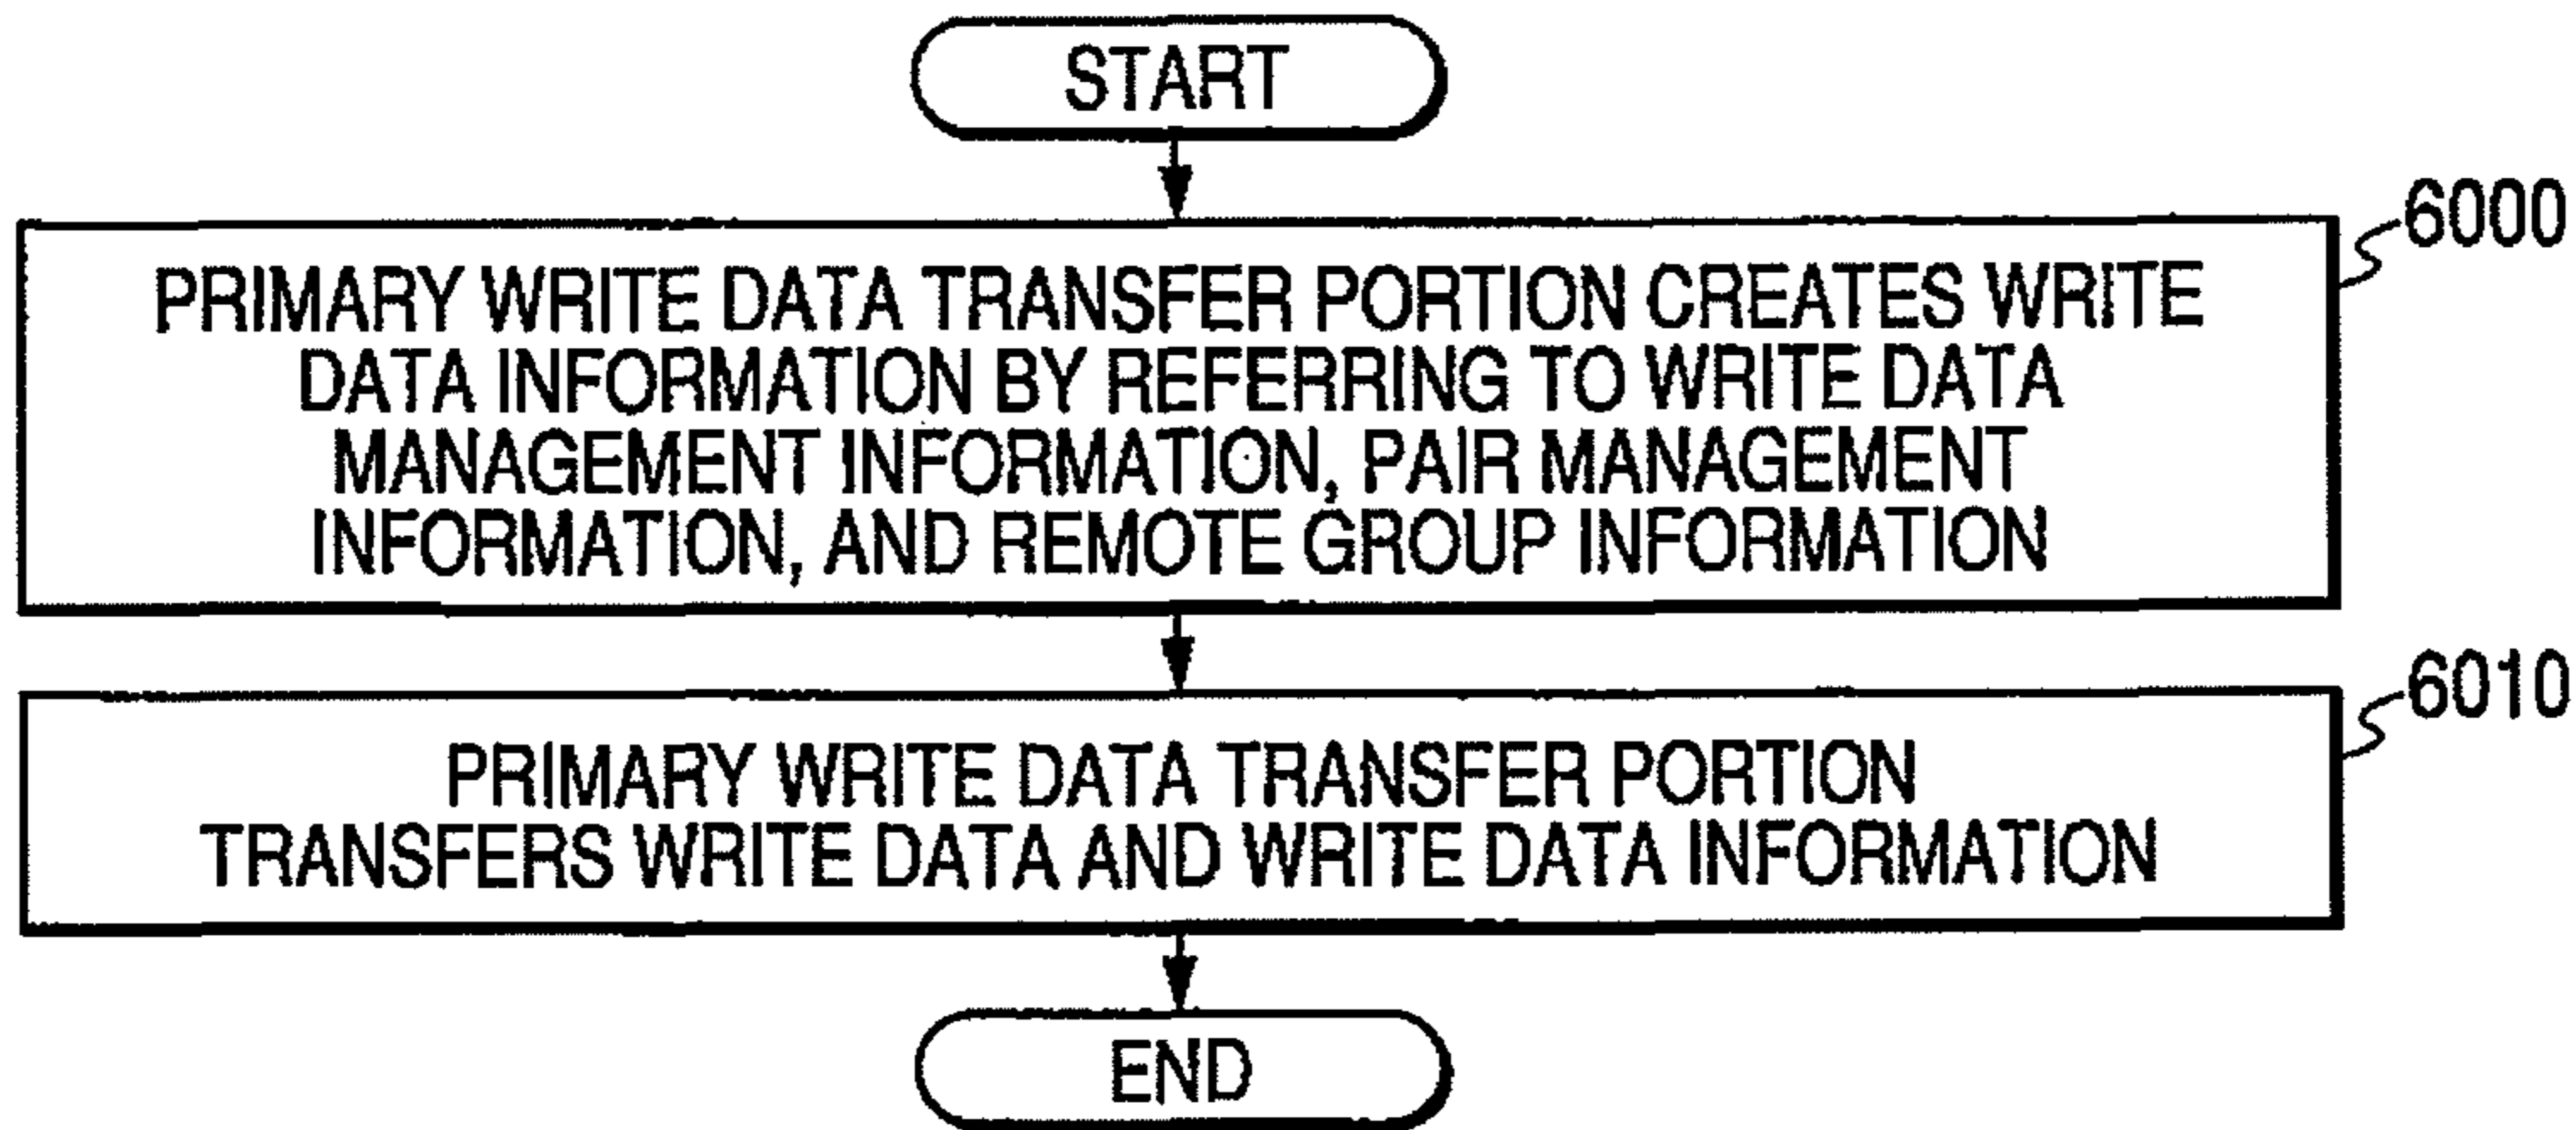 START
6000
PRIMARY WRITE DATA TRANSFER PORTION CREATES WRITE
DATA INFORMATION BY REFERRING TO WRITE DATA
MANAGEMENT INFORMATION, PAIR MANAGEMENT
INFORMATION, AND REMOTE GROUP INFORMATION
6010
PRIMARY WRITE DATA TRANSFER PORTION
TRANSFERS WRITE DATA AND WRITE DATA INFORMATION
END